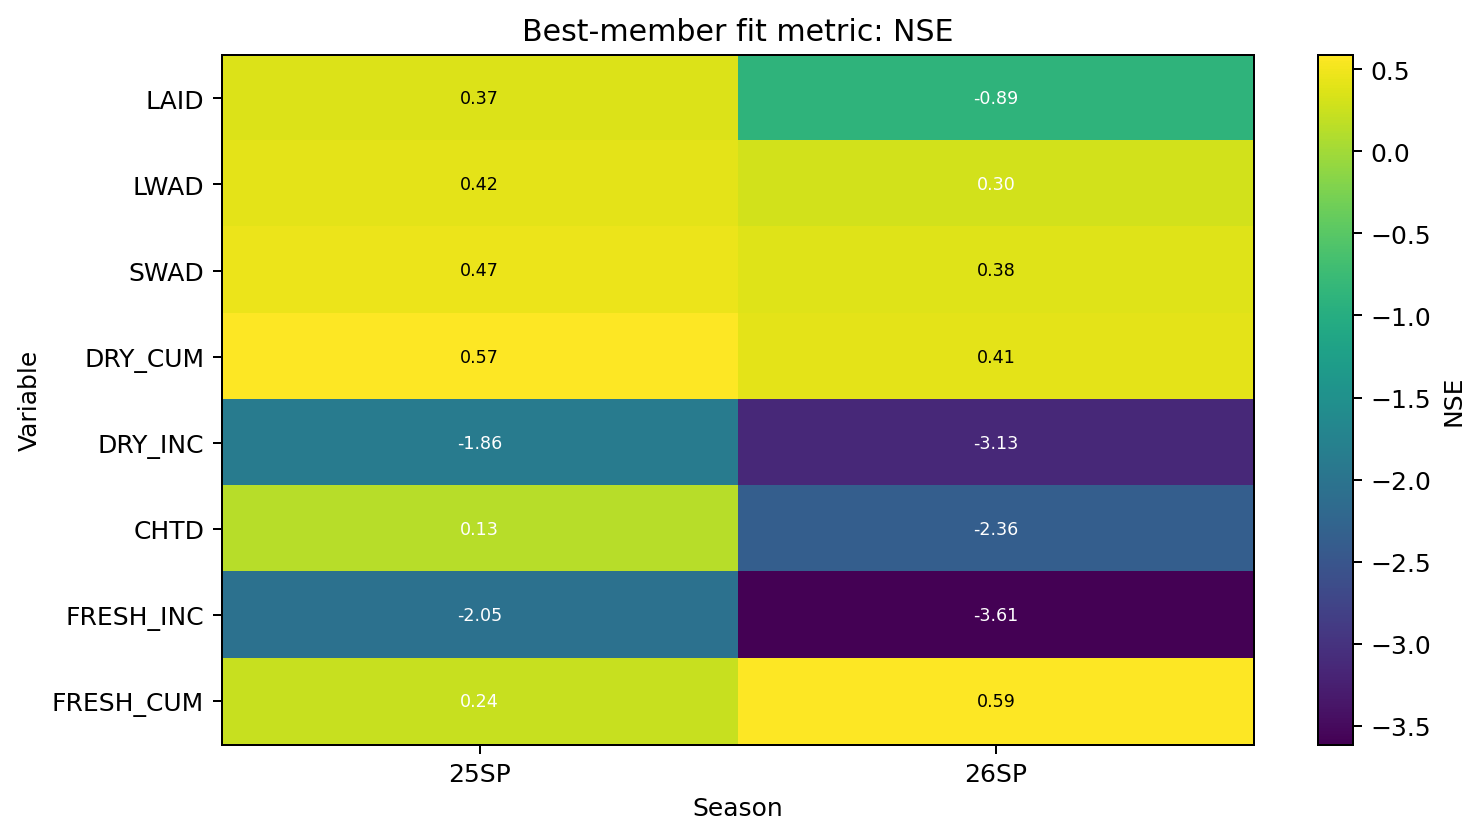 Best-member fit metric: NSE
LAID 0.37 -0.89
LWAD 0.42 0.30
SWAD 0.47 0.38
DRY_CUM 0.57 0.41
DRY_INC -1.86 -3.13
CHTD 0.13 -2.36
FRESH_INC -2.05 -3.61
FRESH_CUM 0.24 0.59
25SP 26SP
Season
Variable
0.5
0.0
−0.5
−1.0
−1.5
−2.0
−2.5
−3.0
−3.5
NSE